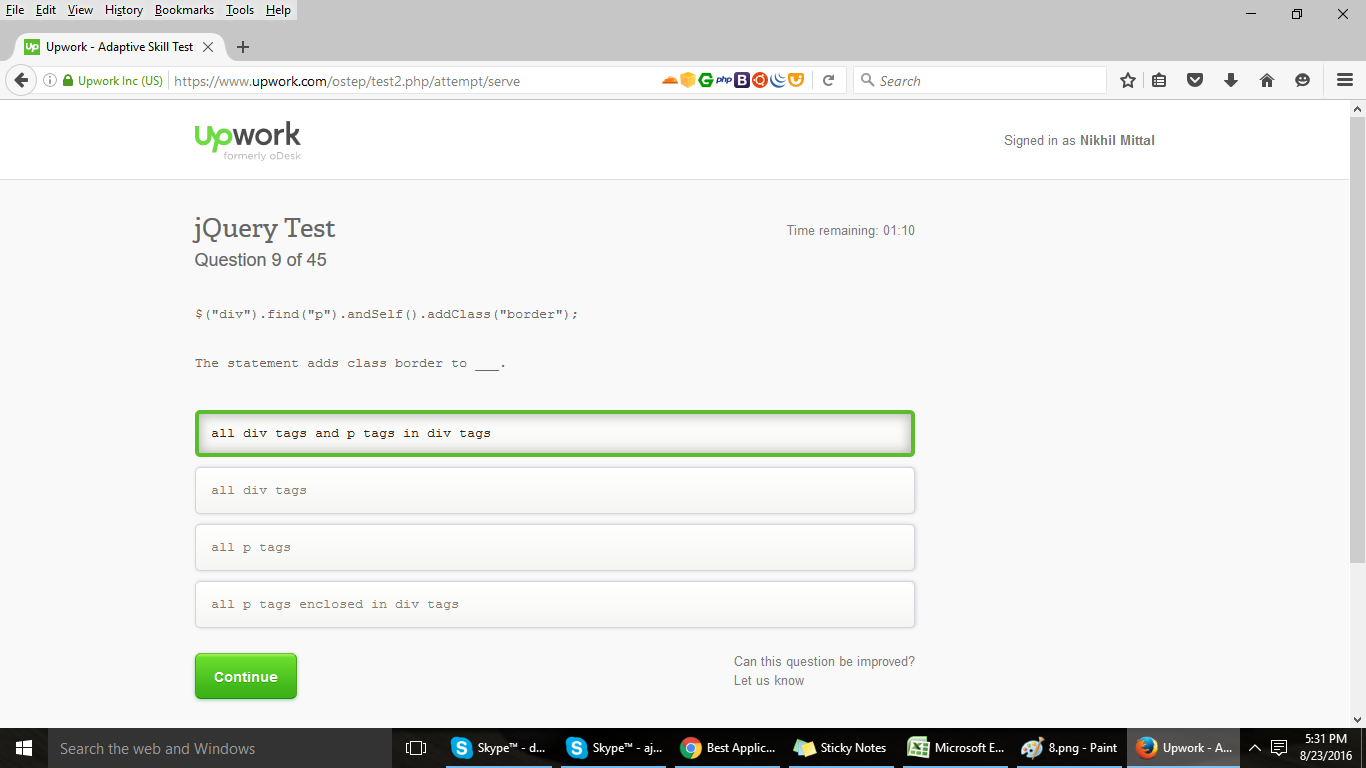 File Edit View History Bookmarks Tools Help
Up Upwork - Adaptive Skill Test
Upwork Inc (US) https://www.upwork.com/ostep/test2.php/attempt/serve php B Search
upwork
formerly oDesk
Signed in as Nikhil Mittal
jQuery Test
Time remaining: 01:10
Question 9 of 45
$("div").find("p").andSelf().addClass("border");
The statement adds class border to ___.
all div tags and p tags in div tags
all div tags
all p tags
all p tags enclosed in div tags
Continue
Can this question be improved?
Let us know
Search the web and Windows
Skype™ - d...
Skype™ - aj...
Best Applic...
Sticky Notes
Microsoft E...
8.png - Paint
Upwork - A...
5:31 PM
8/23/2016